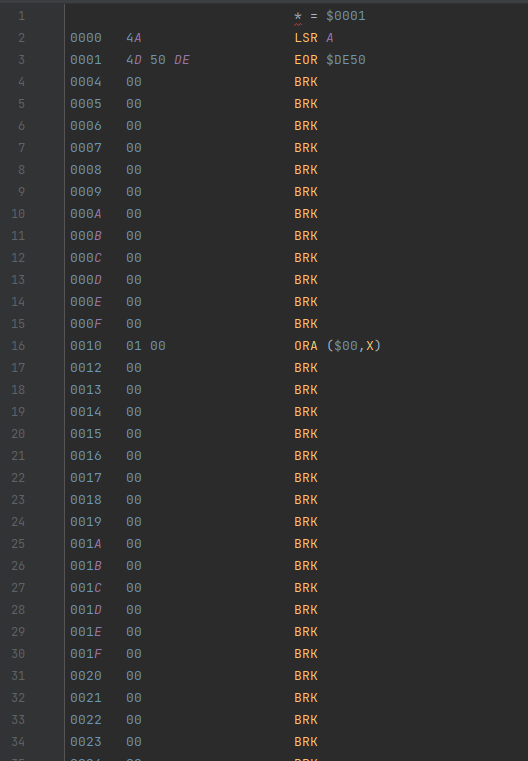 1 * = $0001
2 0000 4A LSR A
3 0001 4D 50 DE EOR $DE50
4 0004 00 BRK
5 0005 00 BRK
6 0006 00 BRK
7 0007 00 BRK
8 0008 00 BRK
9 0009 00 BRK
10 000A 00 BRK
11 000B 00 BRK
12 000C 00 BRK
13 000D 00 BRK
14 000E 00 BRK
15 000F 00 BRK
16 0010 01 00 ORA ($00,X)
17 0012 00 BRK
18 0013 00 BRK
19 0014 00 BRK
20 0015 00 BRK
21 0016 00 BRK
22 0017 00 BRK
23 0018 00 BRK
24 0019 00 BRK
25 001A 00 BRK
26 001B 00 BRK
27 001C 00 BRK
28 001D 00 BRK
29 001E 00 BRK
30 001F 00 BRK
31 0020 00 BRK
32 0021 00 BRK
33 0022 00 BRK
34 0023 00 BRK